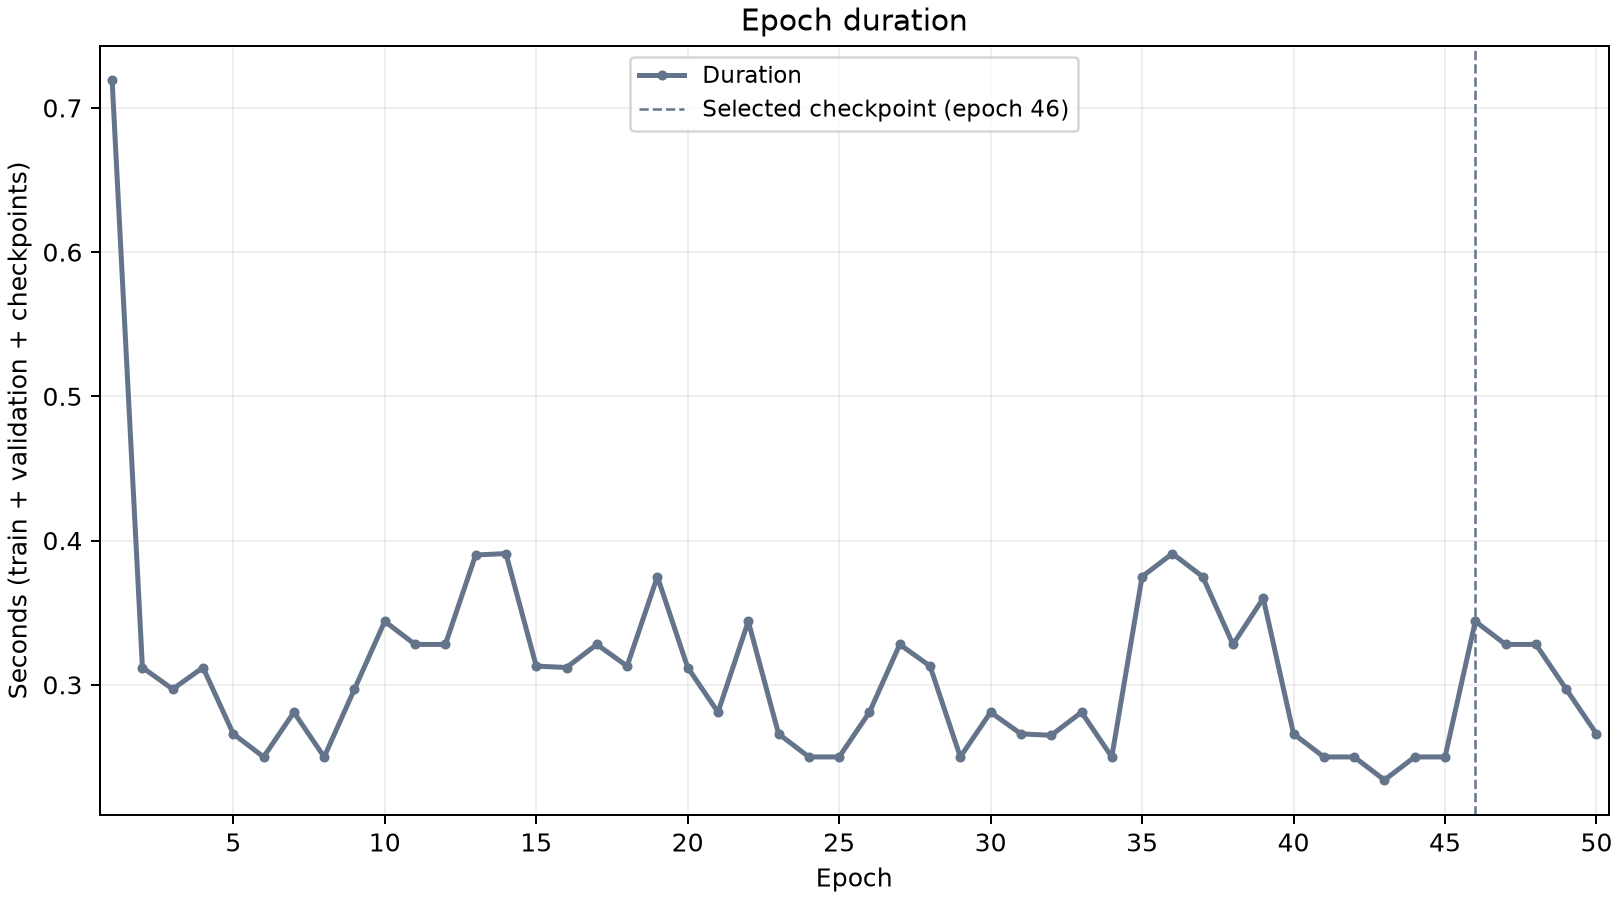 Epoch duration
Duration
Selected checkpoint (epoch 46)
Seconds (train + validation + checkpoints)
0.7
0.6
0.5
0.4
0.3
5 10 15 20 25 30 35 40 45 50
Epoch